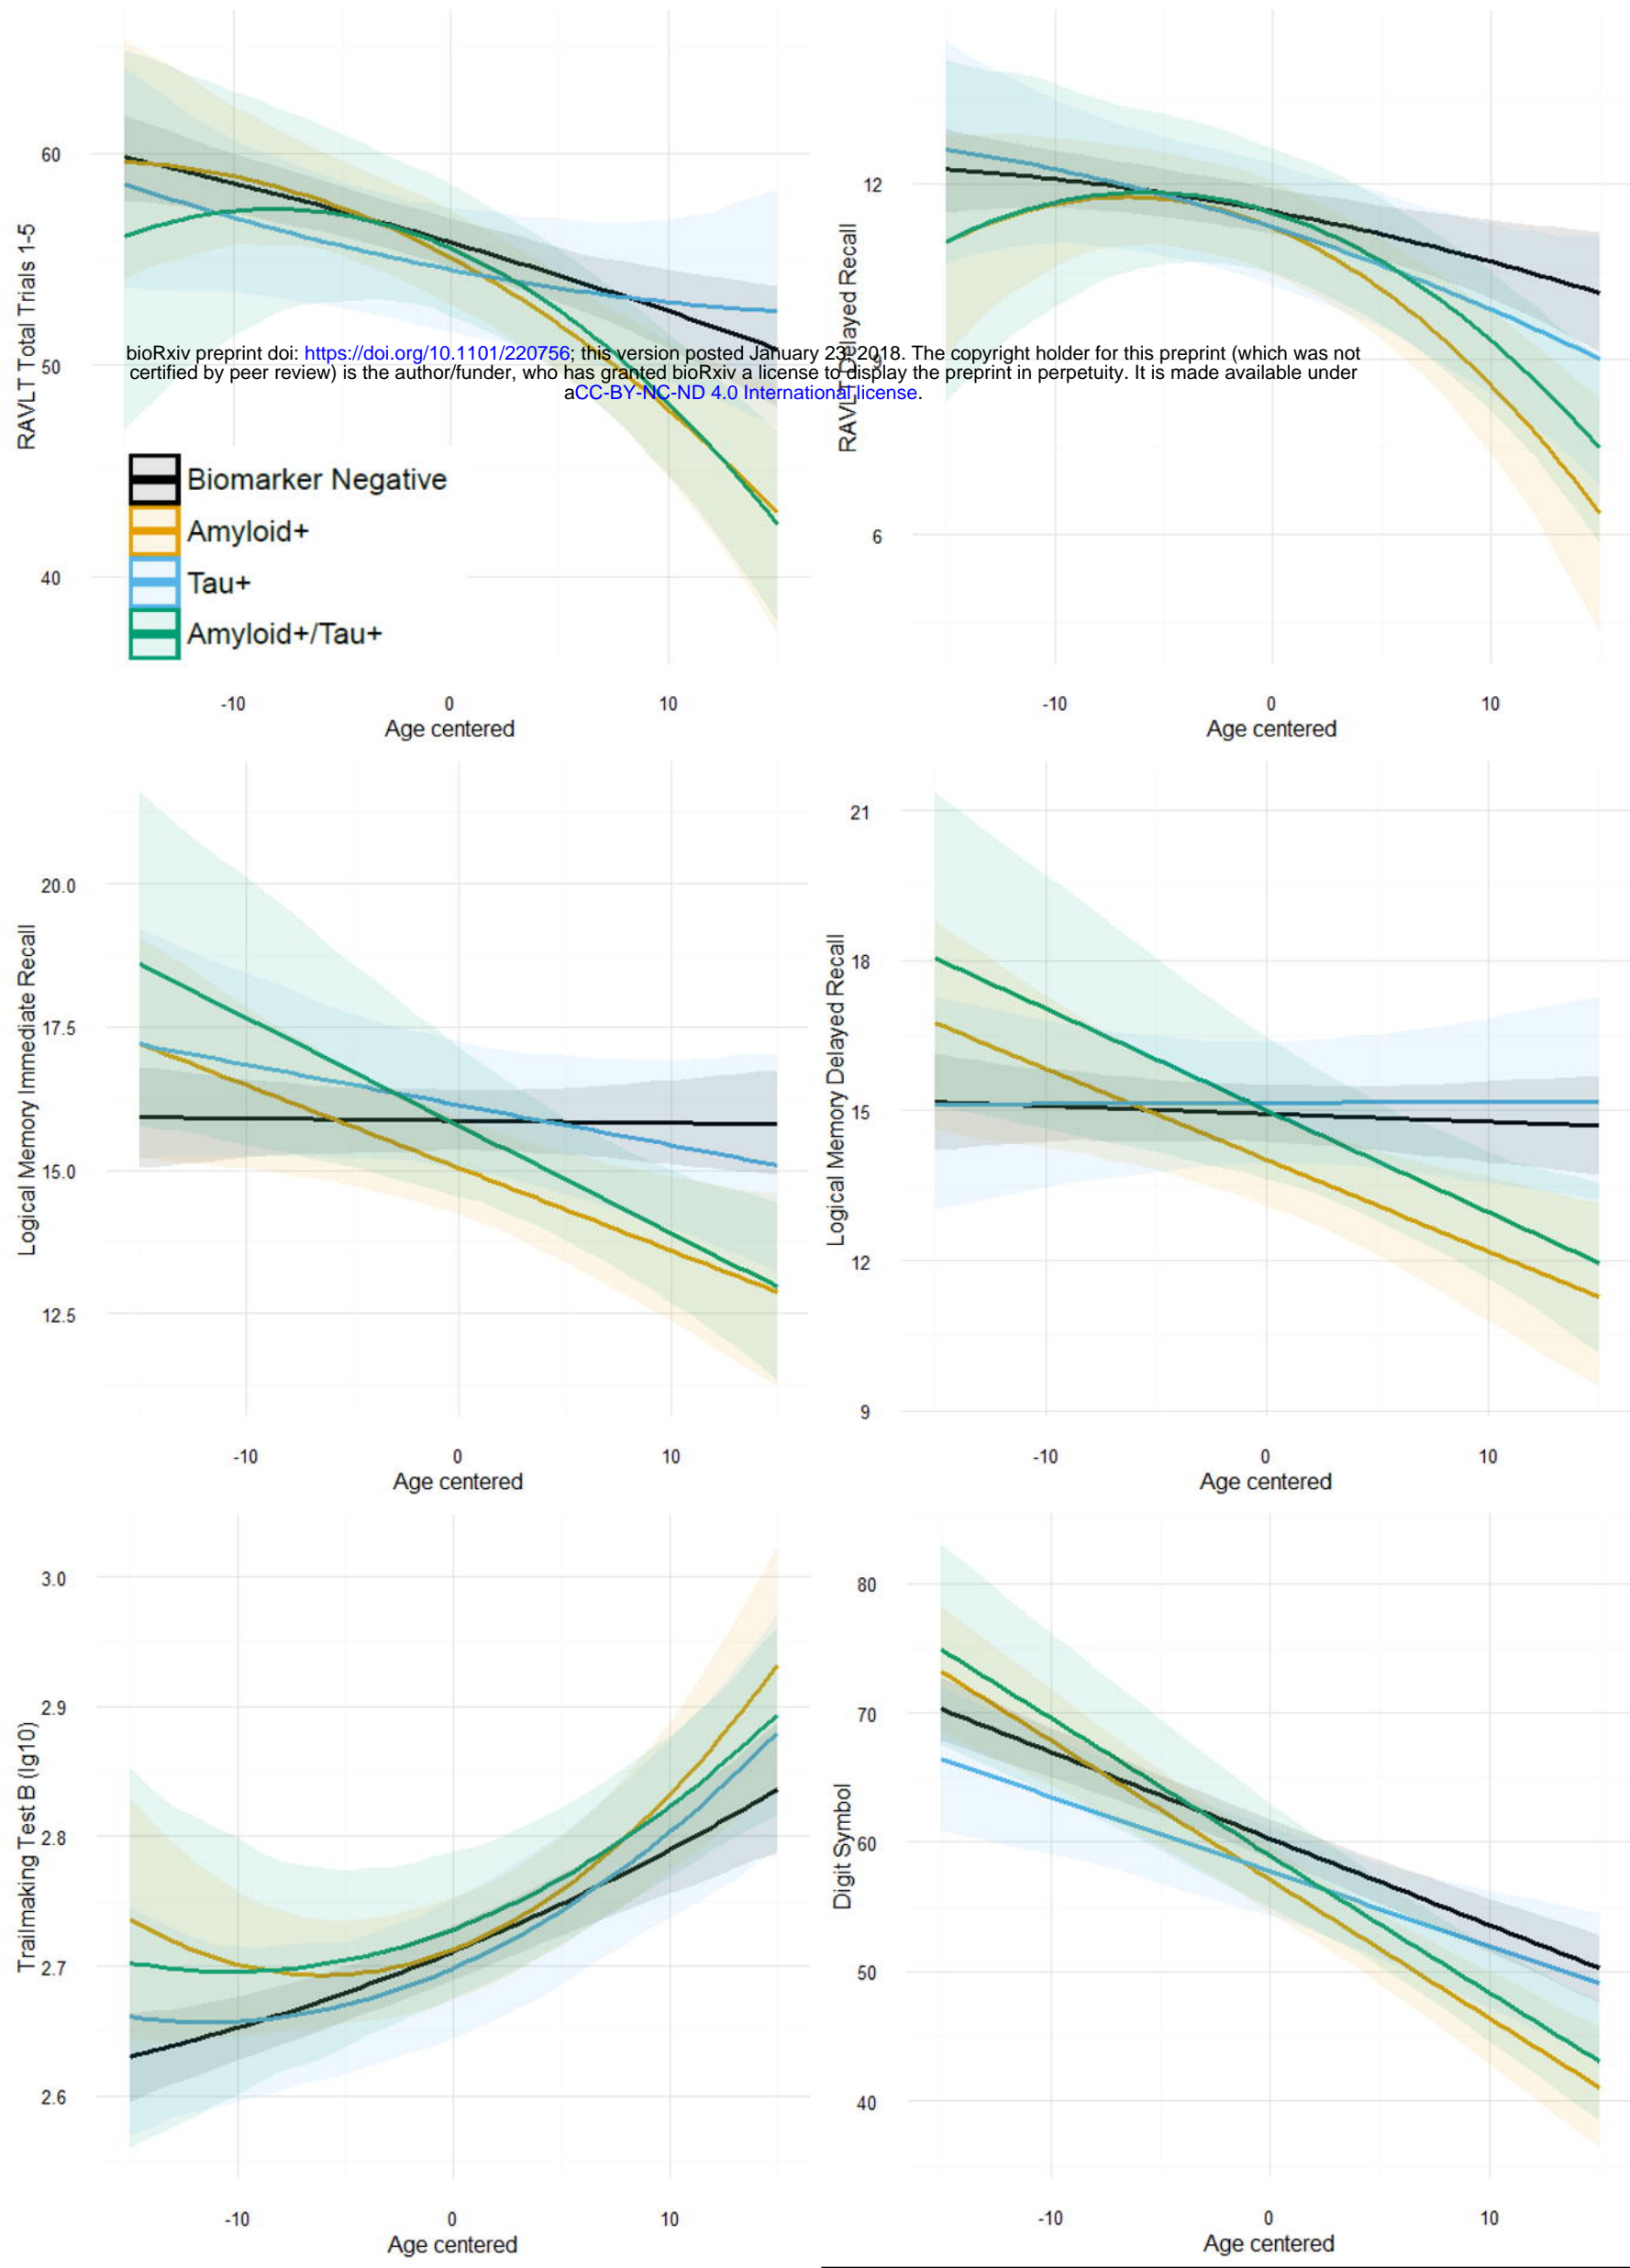 60
50
40
RAVLT Total Trials 1-5
Biomarker Negative
Amyloid+
Tau+
Amyloid+/Tau+
-10 0 10
Age centered
12
9
6
RAVLT Delayed Recall
-10 0 10
Age centered
bioRxiv preprint doi: https://doi.org/10.1101/220756; this version posted January 23, 2018. The copyright holder for this preprint (which was not
certified by peer review) is the author/funder, who has granted bioRxiv a license to display the preprint in perpetuity. It is made available under
aCC-BY-NC-ND 4.0 International license.
20.0
17.5
15.0
12.5
Logical Memory Immediate Recall
-10 0 10
Age centered
21
18
15
12
9
Logical Memory Delayed Recall
-10 0 10
Age centered
3.0
2.9
2.8
2.7
2.6
Trailmaking Test B (lg10)
-10 0 10
Age centered
80
70
60
50
40
Digit Symbol
-10 0 10
Age centered